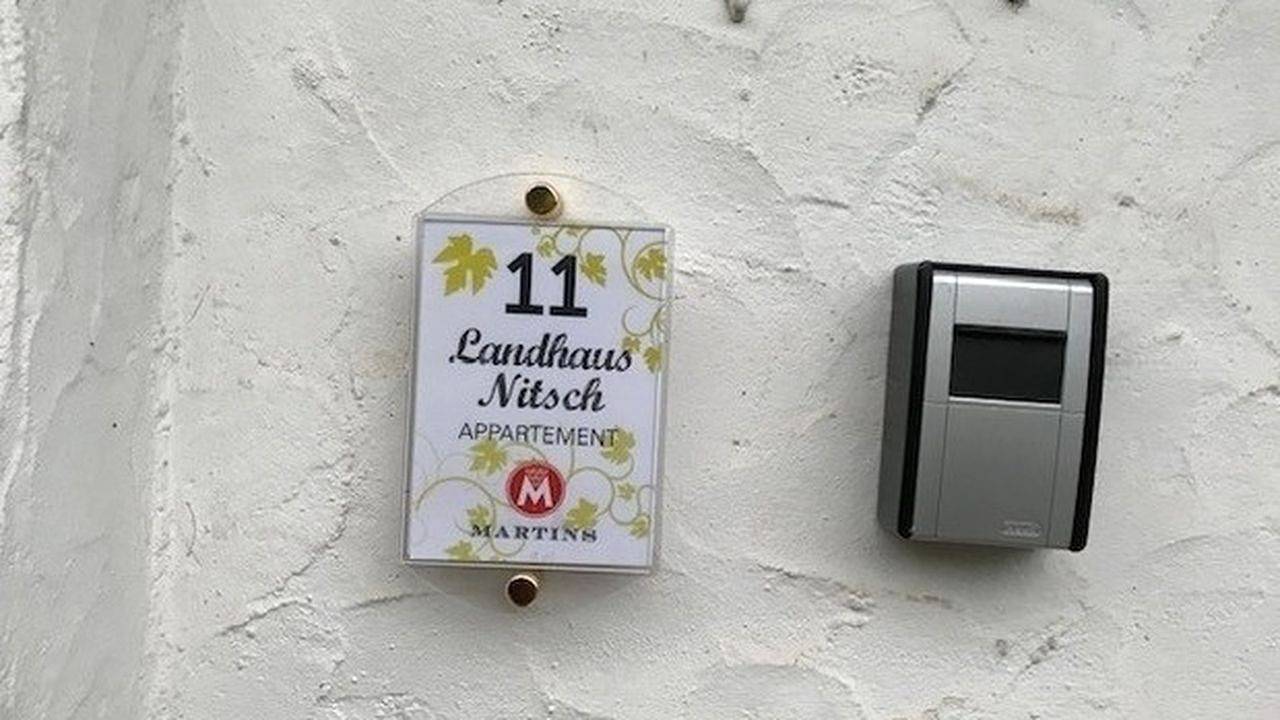 11
Landhaus
Nitsch
APPARTEMENT
M
MARTINS